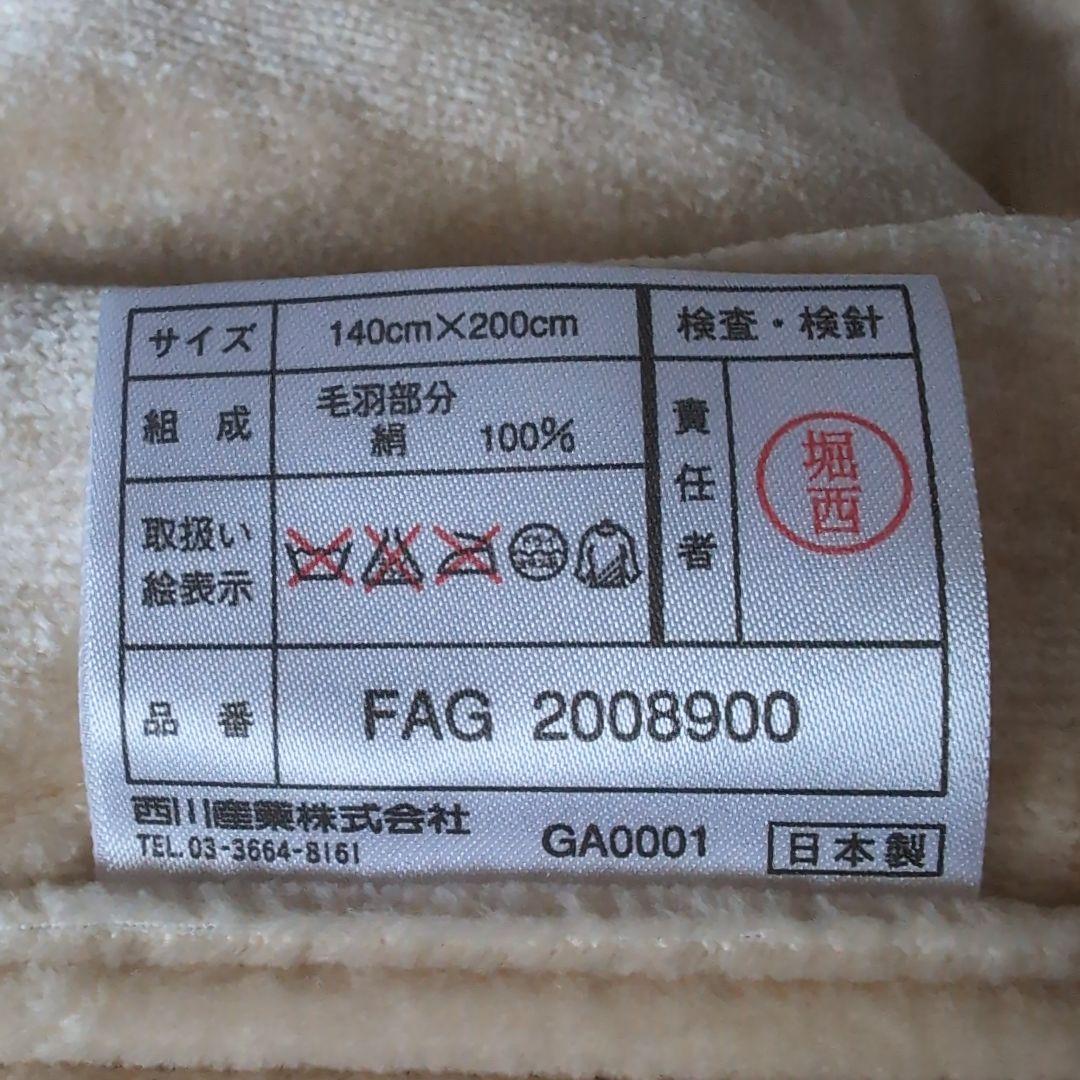 サイズ 140cm×200cm 検査・検針
組成 毛羽部分
絹 100%
責任者 堀西
取扱い
絵表示
品番 FAG 2008900
西川産業株式会社
TEL.03-3664-8161 GA0001 日本製